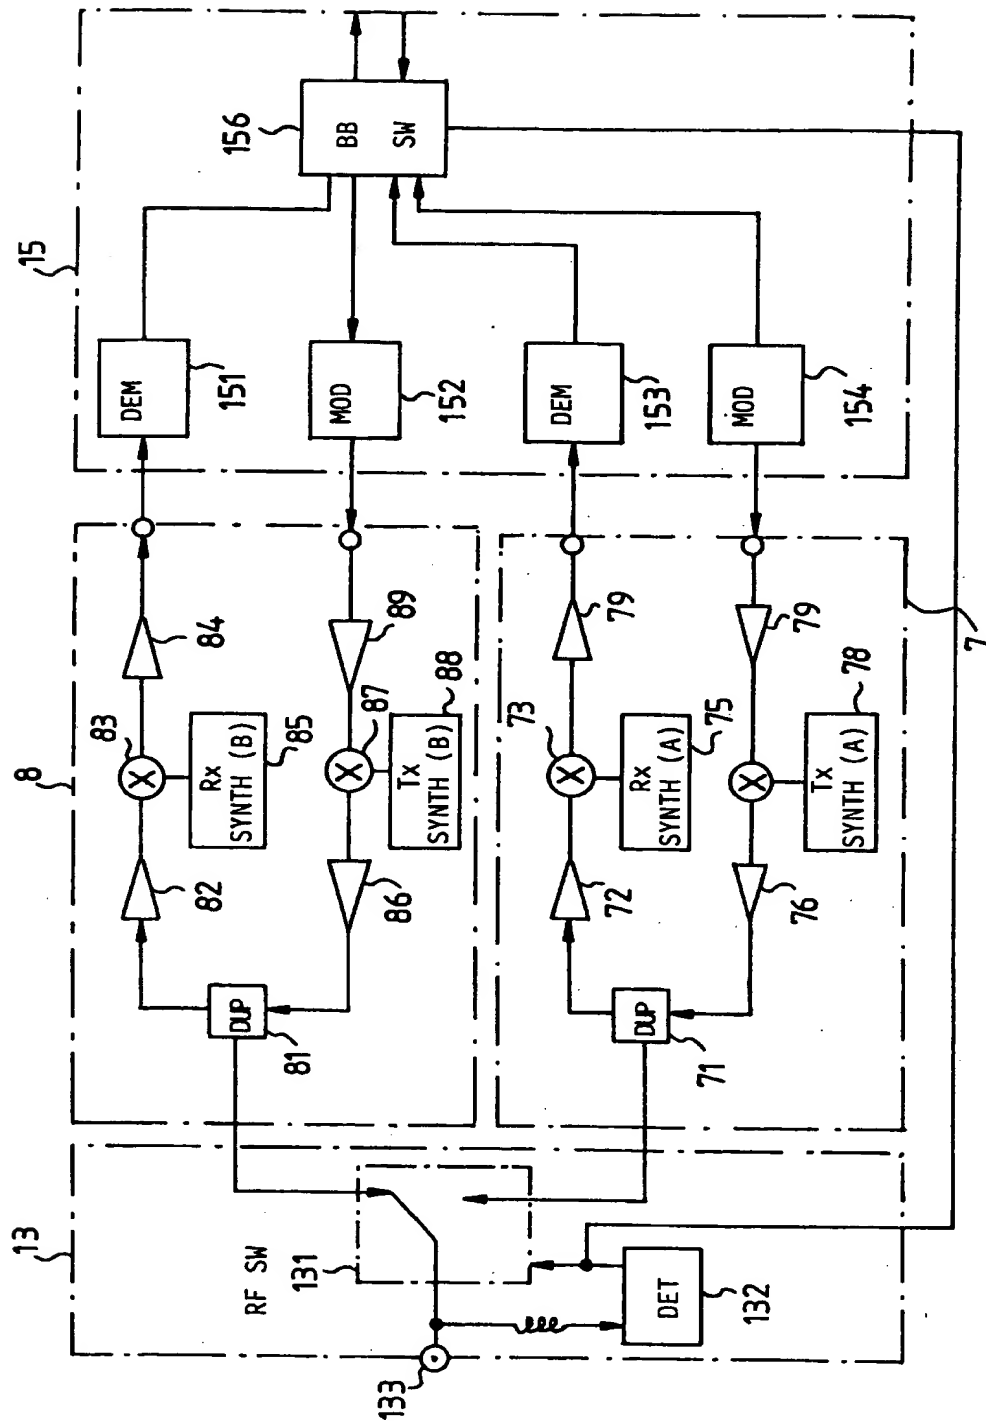 15
156
BB
SW
DEM
151
MOD
152
DEM
153
MOD
154
8
84
83
Rx
SYNTH (B)
85
82
89
87
Tx
SYNTH (B)
88
86
DUP
81
79
73
Rx
SYNTH (A)
75
72
79
Tx
SYNTH (A)
78
76
DUP
71
7
13
RF SW
131
DET
132
133